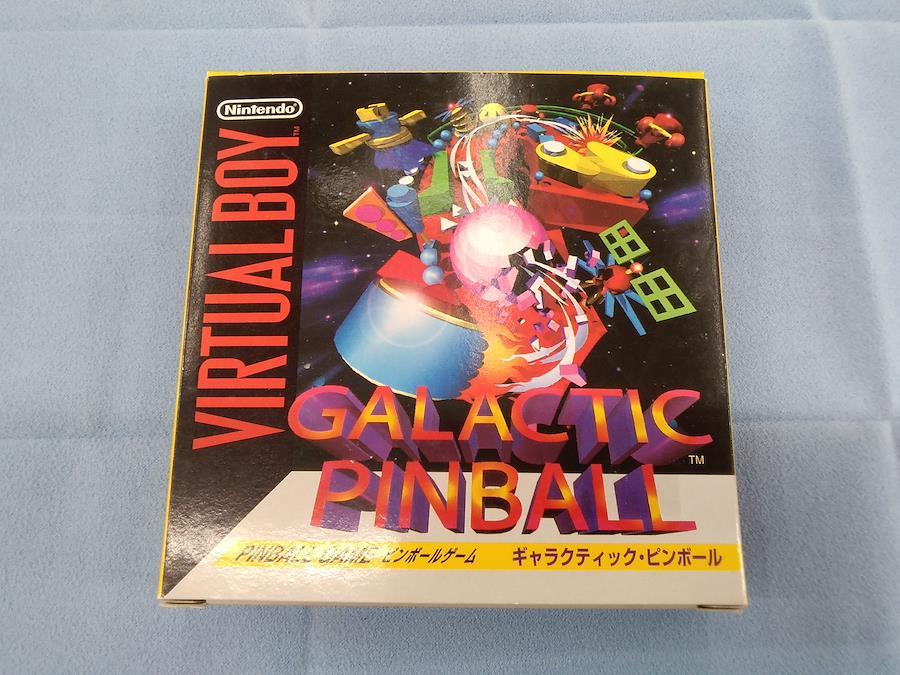 Nintendo
VIRTUAL BOY TM
GALACTIC
PINBALL TM
PINBALL GAME ピンボールゲーム ギャラクティック・ピンボール